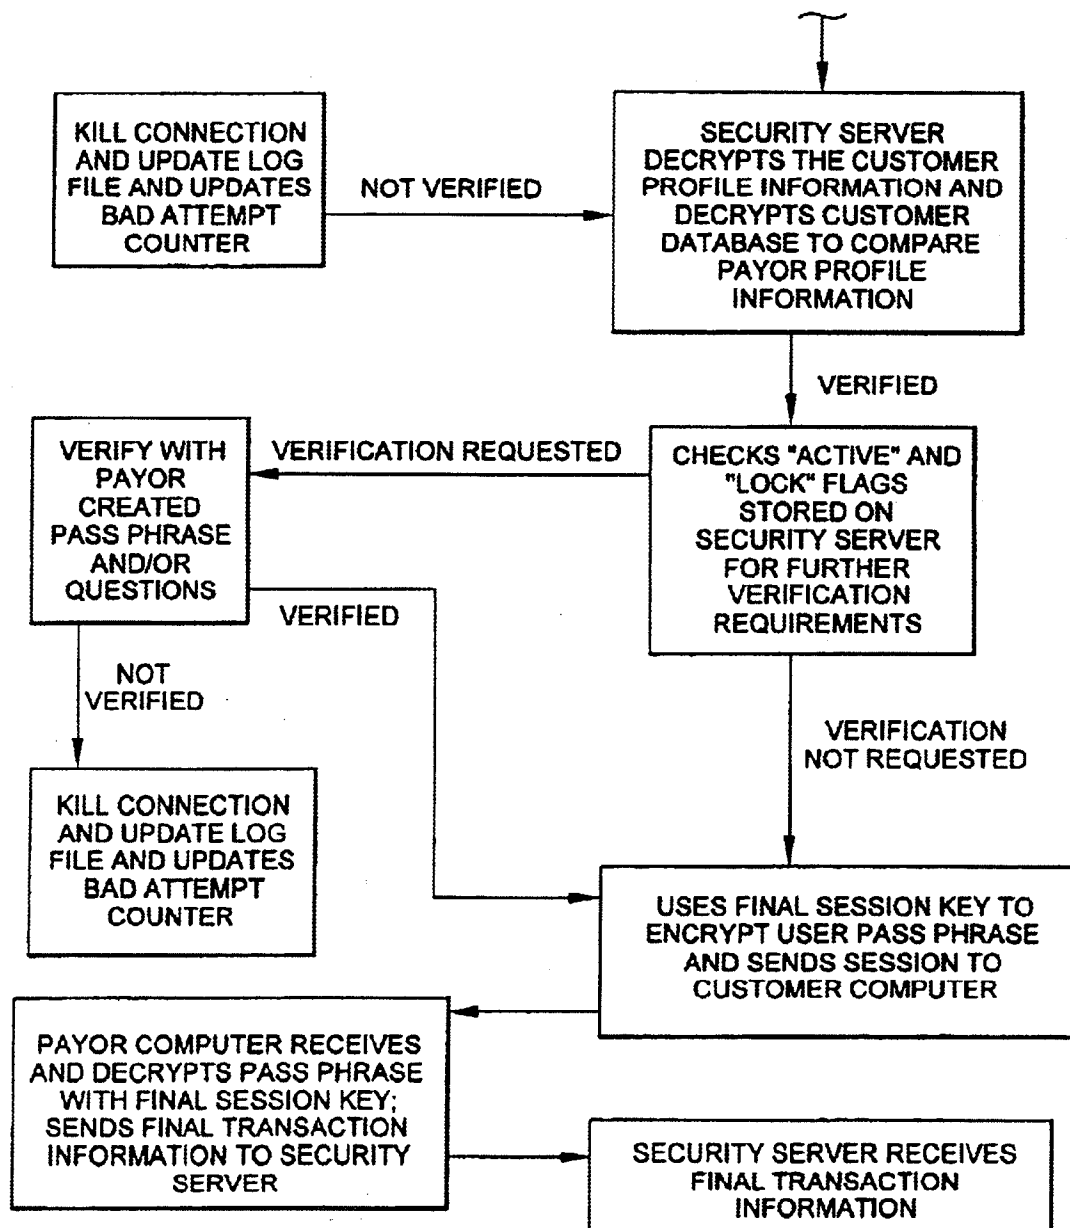 KILL CONNECTION
AND UPDATE LOG
FILE AND UPDATES
BAD ATTEMPT
COUNTER
NOT VERIFIED
SECURITY SERVER
DECRYPTS THE CUSTOMER
PROFILE INFORMATION AND
DECRYPTS CUSTOMER
DATABASE TO COMPARE
PAYOR PROFILE
INFORMATION
VERIFIED
VERIFY WITH
PAYOR
CREATED
PASS PHRASE
AND/OR
QUESTIONS
VERIFICATION REQUESTED
CHECKS "ACTIVE" AND
"LOCK" FLAGS
STORED ON
SECURITY SERVER
FOR FURTHER
VERIFICATION
REQUIREMENTS
VERIFIED
NOT
VERIFIED
VERIFICATION
NOT REQUESTED
KILL CONNECTION
AND UPDATE LOG
FILE AND UPDATES
BAD ATTEMPT
COUNTER
USES FINAL SESSION KEY TO
ENCRYPT USER PASS PHRASE
AND SENDS SESSION TO
CUSTOMER COMPUTER
PAYOR COMPUTER RECEIVES
AND DECRYPTS PASS PHRASE
WITH FINAL SESSION KEY;
SENDS FINAL TRANSACTION
INFORMATION TO SECURITY
SERVER
SECURITY SERVER RECEIVES
FINAL TRANSACTION
INFORMATION